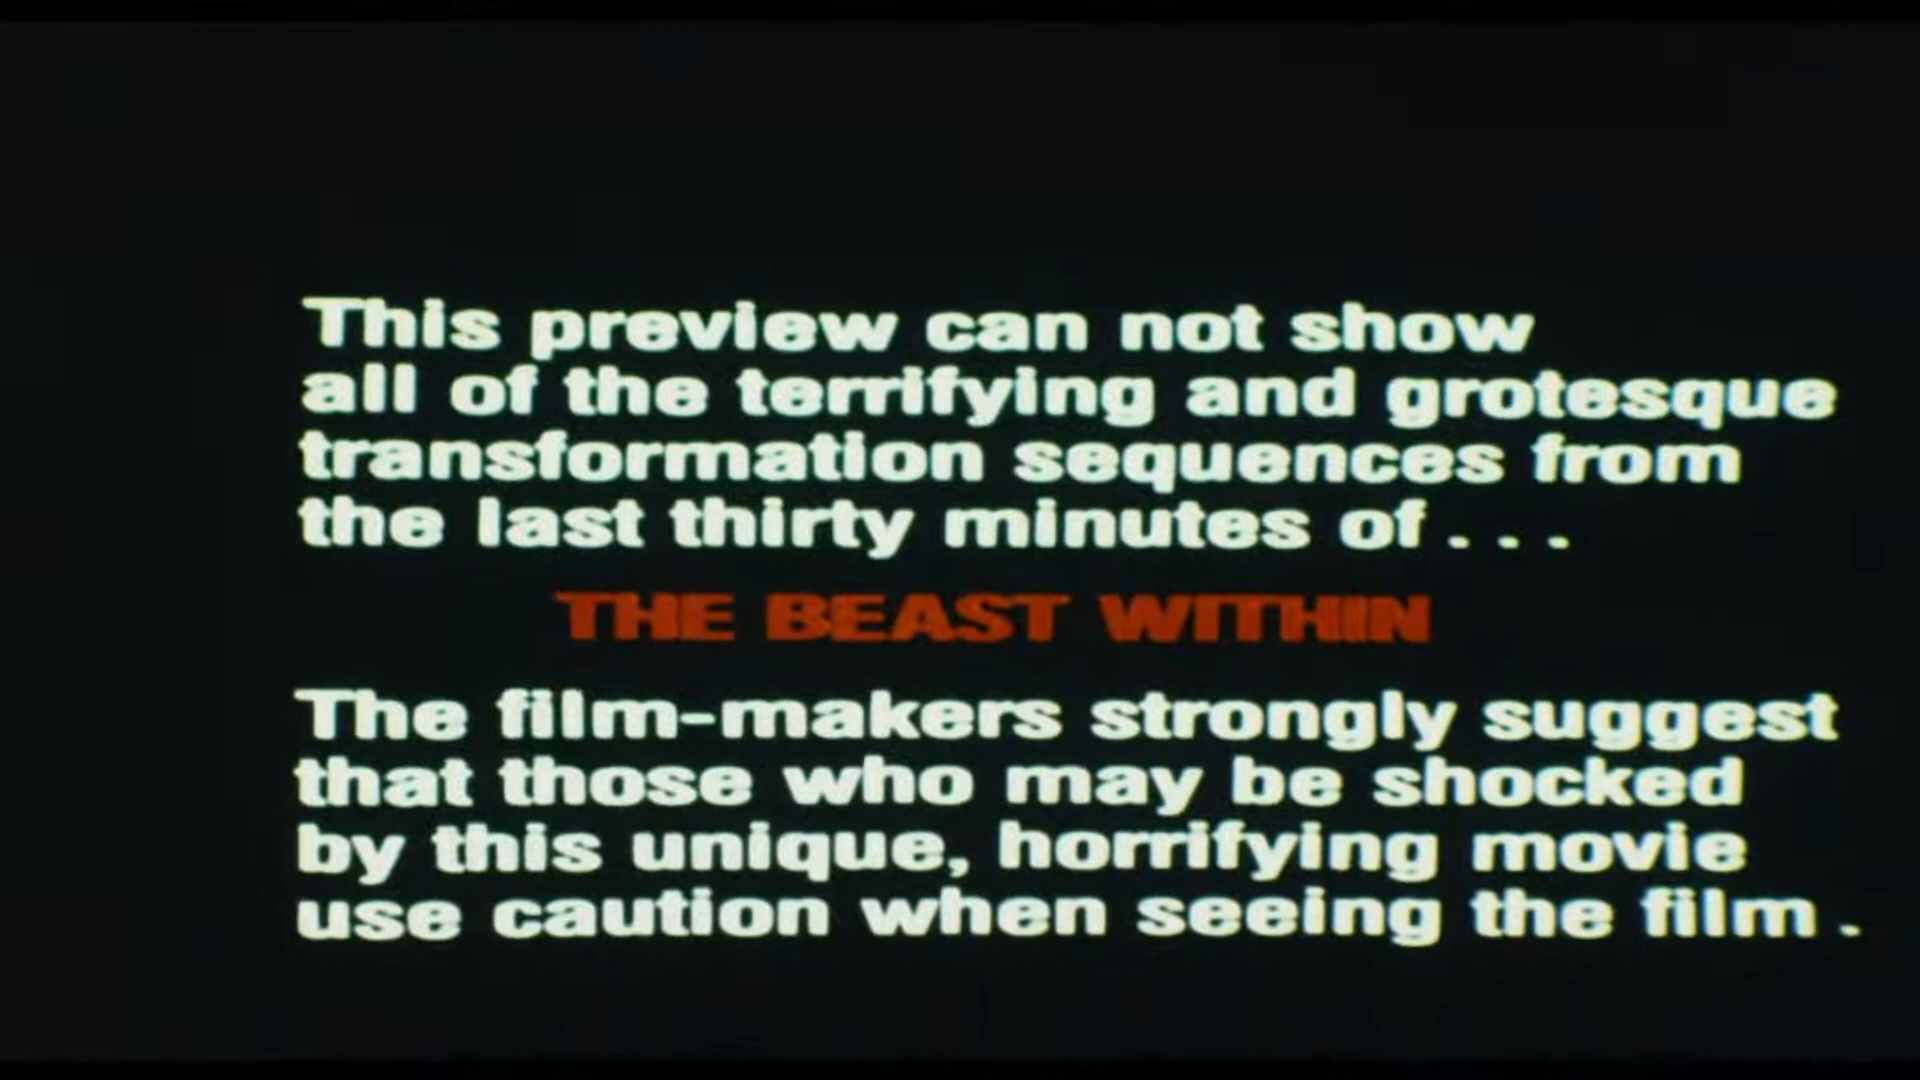 This preview can not show
all of the terrifying and grotesque
transformation sequences from
the last thirty minutes of . . .
THE BEAST WITHIN
The film-makers strongly suggest
that those who may be shocked
by this unique, horrifying movie
use caution when seeing the film .